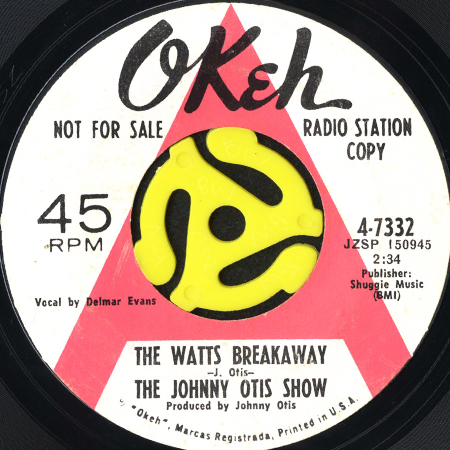 OKeh
NOT FOR SALE
RADIO STATION
COPY
45
RPM
4-7332
JZSP 150945
2:34
Publisher:
Shuggie Music
(BMI)
Vocal by Delmar Evans
THE WATTS BREAKAWAY
-J. Otis-
THE JOHNNY OTIS SHOW
Produced by Johnny Otis
"Okeh", Marcas Registrada, Printed in U.S.A.